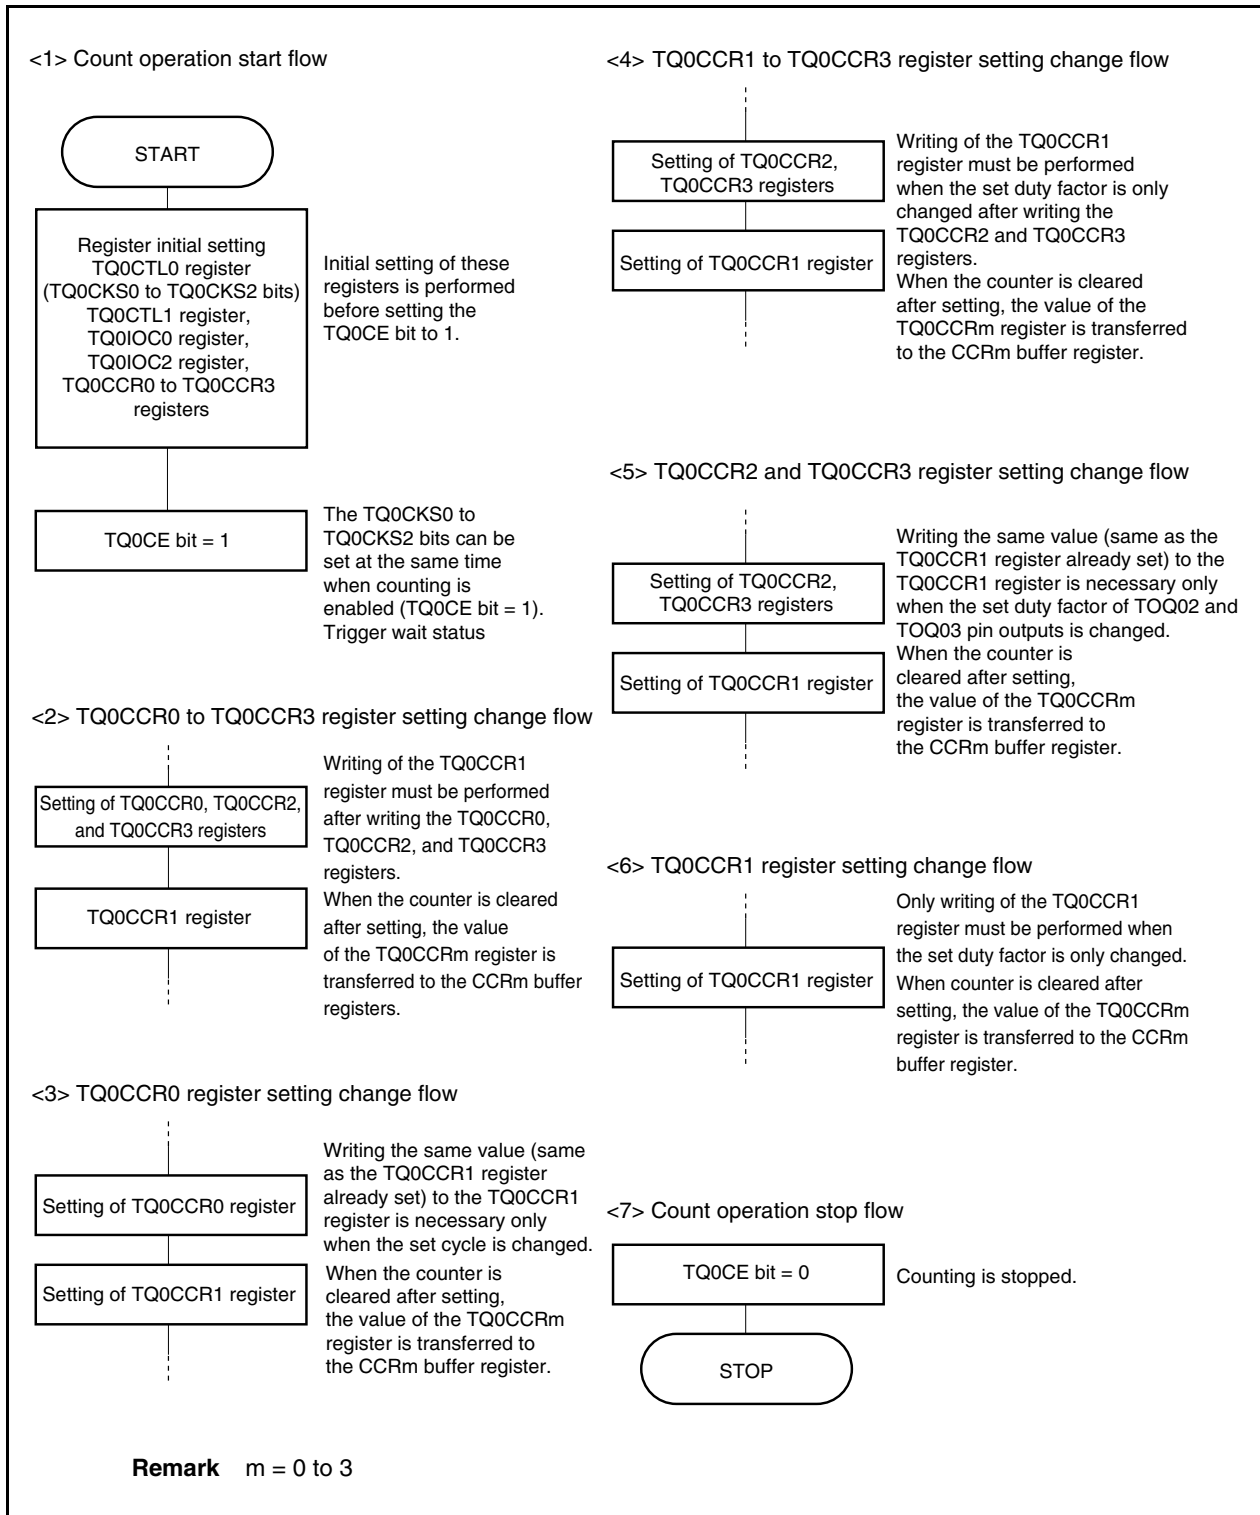 <1> Count operation start flow
START
Register initial setting
TQ0CTL0 register
(TQ0CKS0 to TQ0CKS2 bits)
TQ0CTL1 register,
TQ0IOC0 register,
TQ0IOC2 register,
TQ0CCR0 to TQ0CCR3
registers
Initial setting of these
registers is performed
before setting the
TQ0CE bit to 1.
TQ0CE bit = 1
The TQ0CKS0 to
TQ0CKS2 bits can be
set at the same time
when counting is
enabled (TQ0CE bit = 1).
Trigger wait status
<2> TQ0CCR0 to TQ0CCR3 register setting change flow
Setting of TQ0CCR0, TQ0CCR2,
and TQ0CCR3 registers
TQ0CCR1 register
Writing of the TQ0CCR1
register must be performed
after writing the TQ0CCR0,
TQ0CCR2, and TQ0CCR3
registers.
When the counter is cleared
after setting, the value
of the TQ0CCRm register is
transferred to the CCRm buffer
registers.
<3> TQ0CCR0 register setting change flow
Setting of TQ0CCR0 register
Setting of TQ0CCR1 register
Writing the same value (same
as the TQ0CCR1 register
already set) to the TQ0CCR1
register is necessary only
when the set cycle is changed.
When the counter is
cleared after setting,
the value of the TQ0CCRm
register is transferred to
the CCRm buffer register.
<4> TQ0CCR1 to TQ0CCR3 register setting change flow
Setting of TQ0CCR2,
TQ0CCR3 registers
Setting of TQ0CCR1 register
Writing of the TQ0CCR1
register must be performed
when the set duty factor is only
changed after writing the
TQ0CCR2 and TQ0CCR3
registers.
When the counter is cleared
after setting, the value of the
TQ0CCRm register is transferred
to the CCRm buffer register.
<5> TQ0CCR2 and TQ0CCR3 register setting change flow
Setting of TQ0CCR2,
TQ0CCR3 registers
Setting of TQ0CCR1 register
Writing the same value (same as the
TQ0CCR1 register already set) to the
TQ0CCR1 register is necessary only
when the set duty factor of TOQ02 and
TOQ03 pin outputs is changed.
When the counter is
cleared after setting,
the value of the TQ0CCRm
register is transferred to
the CCRm buffer register.
<6> TQ0CCR1 register setting change flow
Setting of TQ0CCR1 register
Only writing of the TQ0CCR1
register must be performed when
the set duty factor is only changed.
When counter is cleared after
setting, the value of the TQ0CCRm
register is transferred to the CCRm
buffer register.
<7> Count operation stop flow
TQ0CE bit = 0
Counting is stopped.
STOP
Remark m = 0 to 3